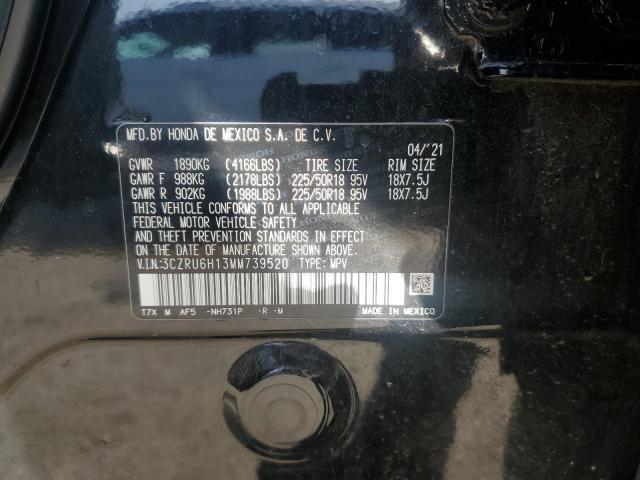 MFD.BY HONDA DE MEXICO S.A. DE C.V.
04/'21
GVWR 1890KG (4166LBS) TIRE SIZE RIM SIZE
GAWR F 988KG (2178LBS) 225/50R18 95V 18X7.5J
GAWR R 902KG (1988LBS) 225/50R18 95V 18X7.5J
THIS VEHICLE CONFORMS TO ALL APPLICABLE
FEDERAL MOTOR VEHICLE SAFETY
AND THEFT PREVENTION STANDARDS IN EFFECT
ON THE DATE OF MANUFACTURE SHOWN ABOVE.
V.I.N:3CZRU6H13MM739520 TYPE: MPV
T7X M AF5 -NH731P -R -M MADE IN MEXICO